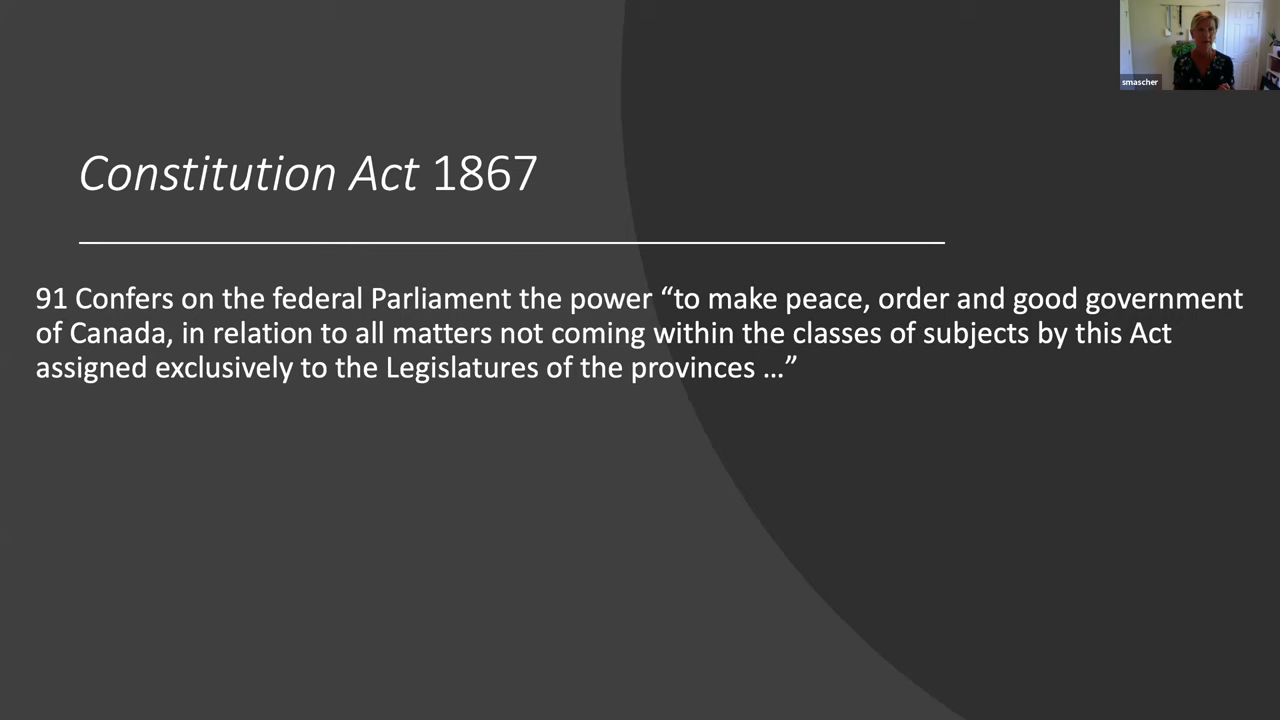 smascher
Constitution Act 1867
91 Confers on the federal Parliament the power “to make peace, order and good government
of Canada, in relation to all matters not coming within the classes of subjects by this Act
assigned exclusively to the Legislatures of the provinces …”